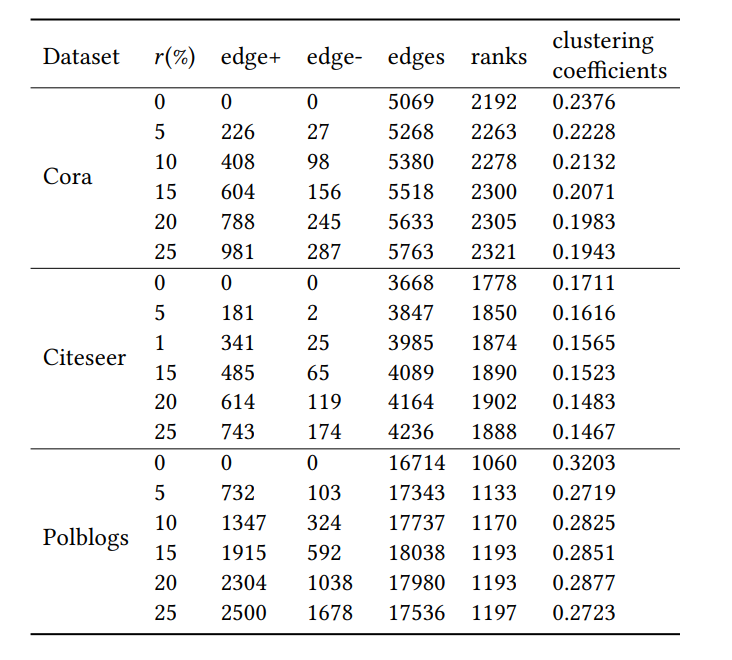 Dataset r(%) edge+ edge- edges ranks clustering coefficients
Cora
0 0 0 5069 2192 0.2376
5 226 27 5268 2263 0.2228
10 408 98 5380 2278 0.2132
15 604 156 5518 2300 0.2071
20 788 245 5633 2305 0.1983
25 981 287 5763 2321 0.1943
Citeseer
0 0 0 3668 1778 0.1711
5 181 2 3847 1850 0.1616
1 341 25 3985 1874 0.1565
15 485 65 4089 1890 0.1523
20 614 119 4164 1902 0.1483
25 743 174 4236 1888 0.1467
Polblogs
0 0 0 16714 1060 0.3203
5 732 103 17343 1133 0.2719
10 1347 324 17737 1170 0.2825
15 1915 592 18038 1193 0.2851
20 2304 1038 17980 1193 0.2877
25 2500 1678 17536 1197 0.2723